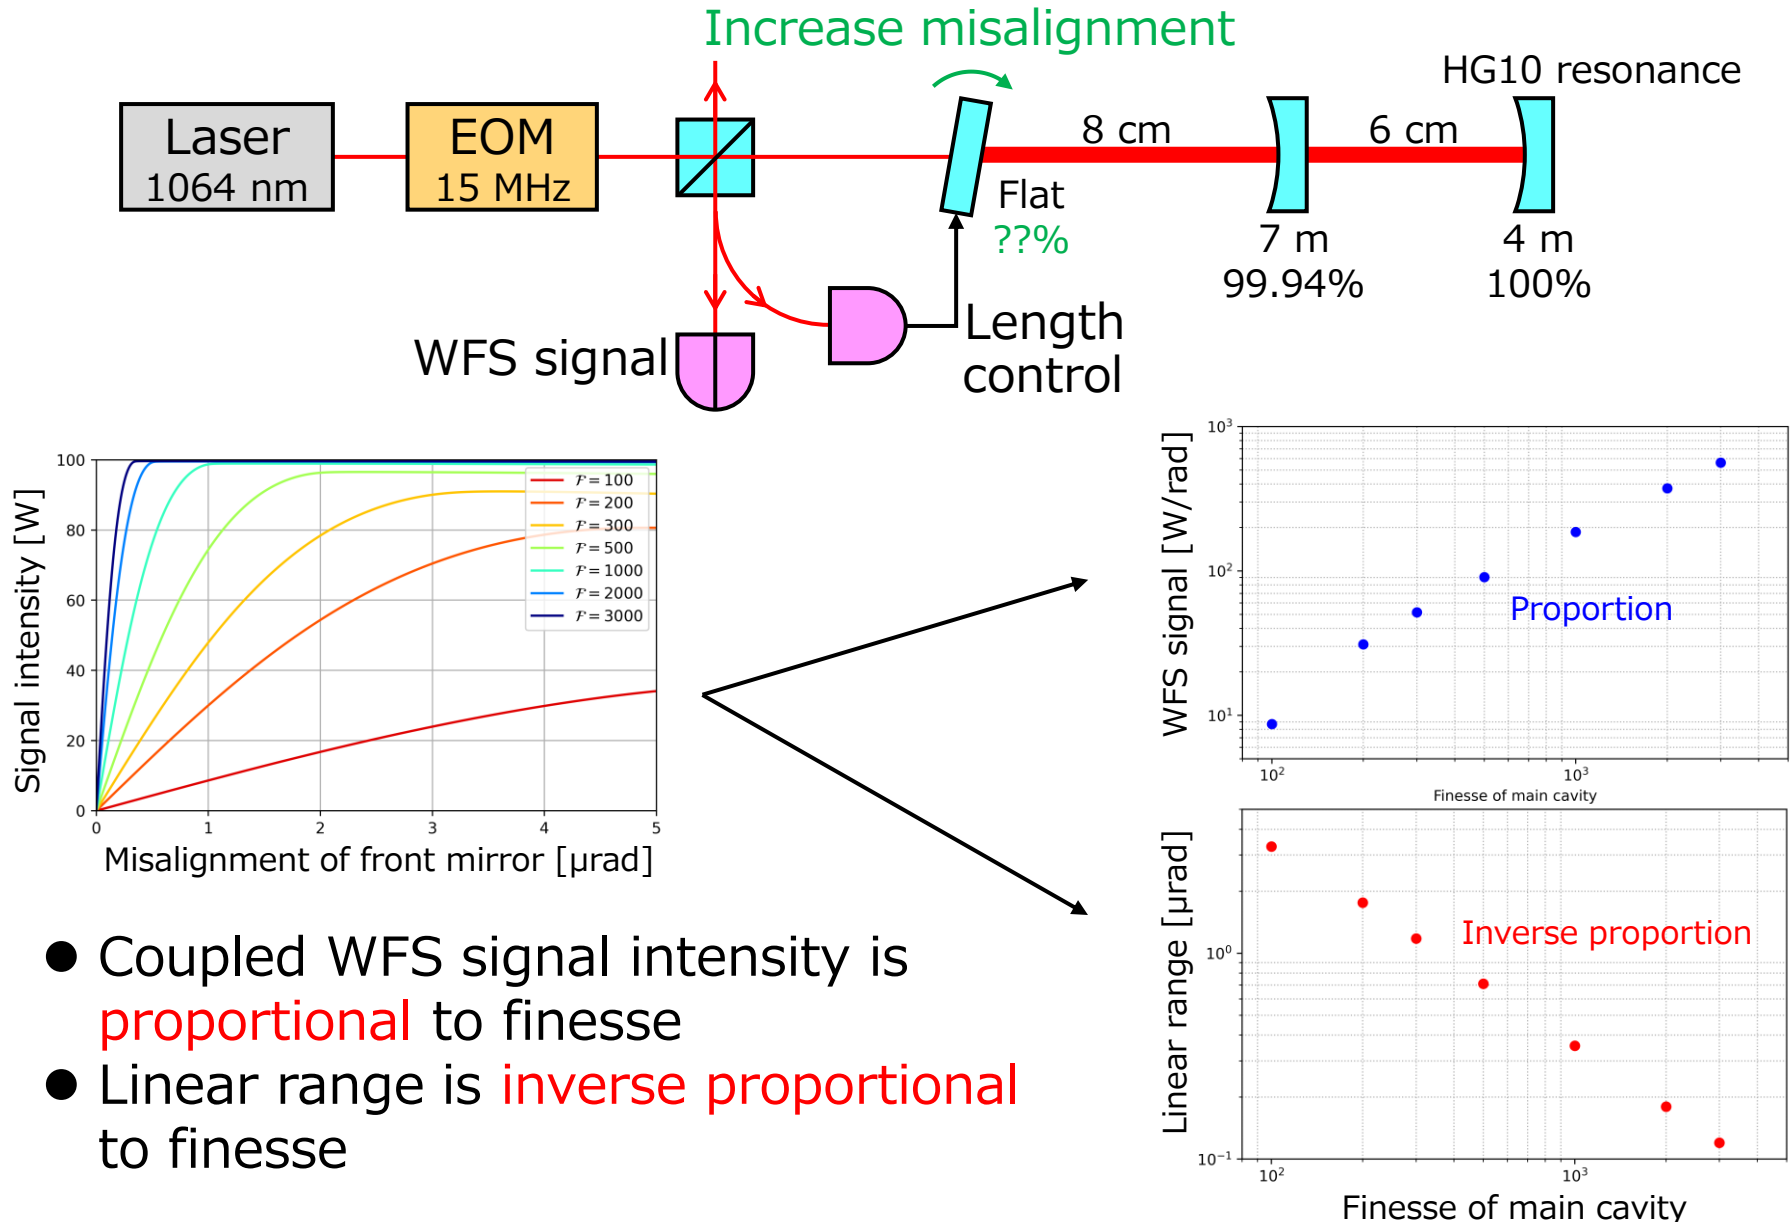 Increase misalignment
HG10 resonance
Laser
1064 nm
EOM
15 MHz
8 cm
6 cm
Flat
??%
7 m
99.94%
4 m
100%
WFS signal
Length
control
Signal intensity [W]
100
80
60
40
20
0
0 1 2 3 4 5
Misalignment of front mirror [μrad]
𝓕 = 100
𝓕 = 200
𝓕 = 300
𝓕 = 500
𝓕 = 1000
𝓕 = 2000
𝓕 = 3000
WFS signal [W/rad]
10³
10²
10¹
Proportion
10² 10³
Finesse of main cavity
Linear range [μrad]
10⁰
10⁻¹
Inverse proportion
10² 10³
Finesse of main cavity
● Coupled WFS signal intensity is
proportional to finesse
● Linear range is inverse proportional
to finesse